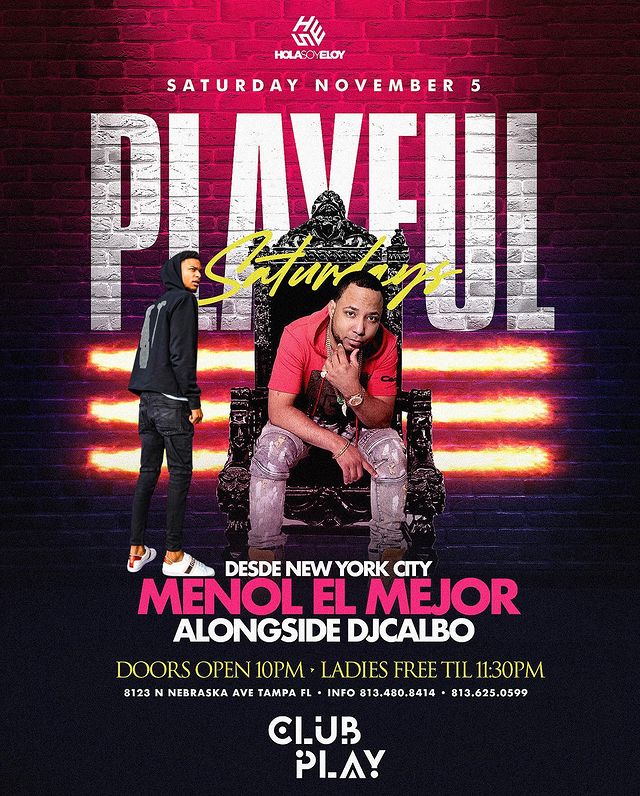 HOLASOYELOY
SATURDAY NOVEMBER 5
PLAYFUL
Saturdays
DESDE NEW YORK CITY
MENOL EL MEJOR
ALONGSIDE DJCALBO
DOORS OPEN 10PM • LADIES FREE TIL 11:30PM
8123 N NEBRASKA AVE TAMPA FL • INFO 813.480.8414 • 813.625.0599
CLUB
PLAY